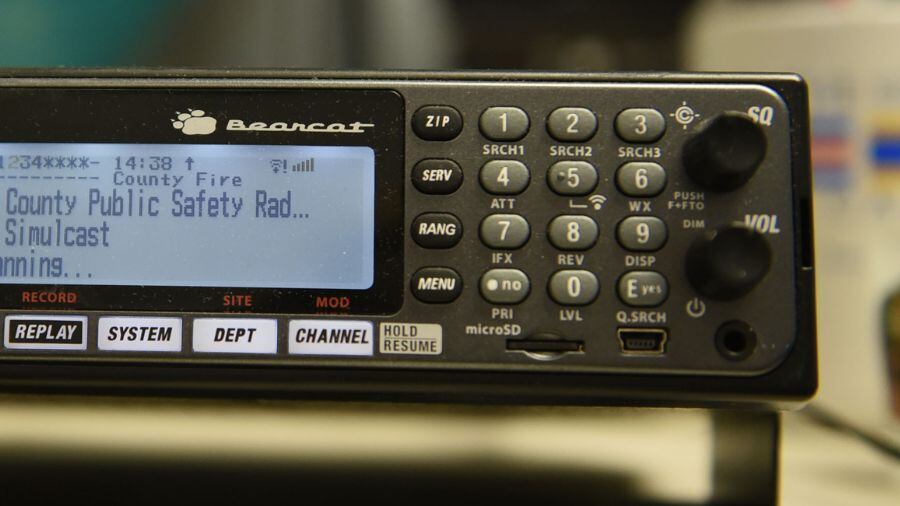 Bearcat
1234****- 14:38
County Fire
County Public Safety Rad...
Simulcast
nning...
RECORD SITE MOD
REPLAY SYSTEM DEPT CHANNEL HOLD RESUME
ZIP 1 2 3 SQ
SRCH1 SRCH2 SRCH3
SERV 4 5 6 PUSH F+FTO
ATT WX
RANG 7 8 9 DIM VOL
IFX REV DISP
MENU • no 0 E yes
PRI LVL Q.SRCH
microSD